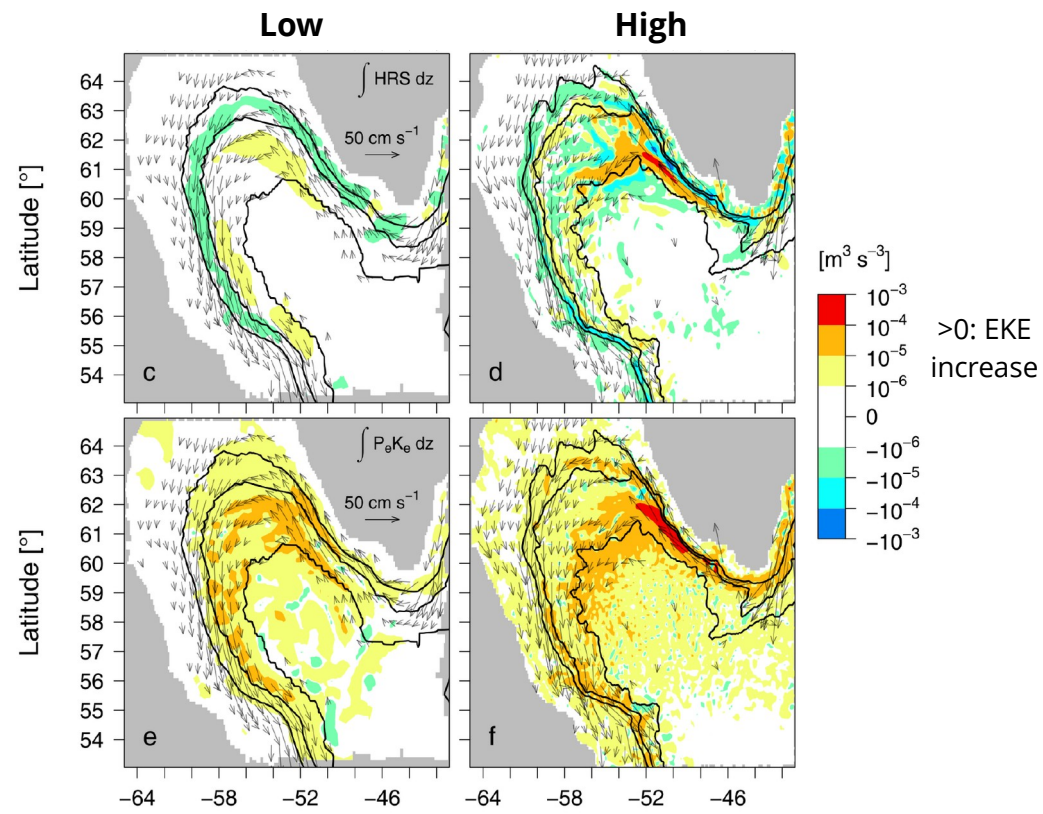 Low High
∫ HRS dz
50 cm s⁻¹
Latitude [°]
64
63
62
61
60
59
58
57
56
55
54
c
d
[m³ s⁻³]
10⁻³
10⁻⁴
10⁻⁵
10⁻⁶
0
−10⁻⁶
−10⁻⁵
−10⁻⁴
−10⁻³
>0: EKE
increase
∫ PₑKₑ dz
50 cm s⁻¹
Latitude [°]
64
63
62
61
60
59
58
57
56
55
54
e
f
−64 −58 −52 −46 −64 −58 −52 −46